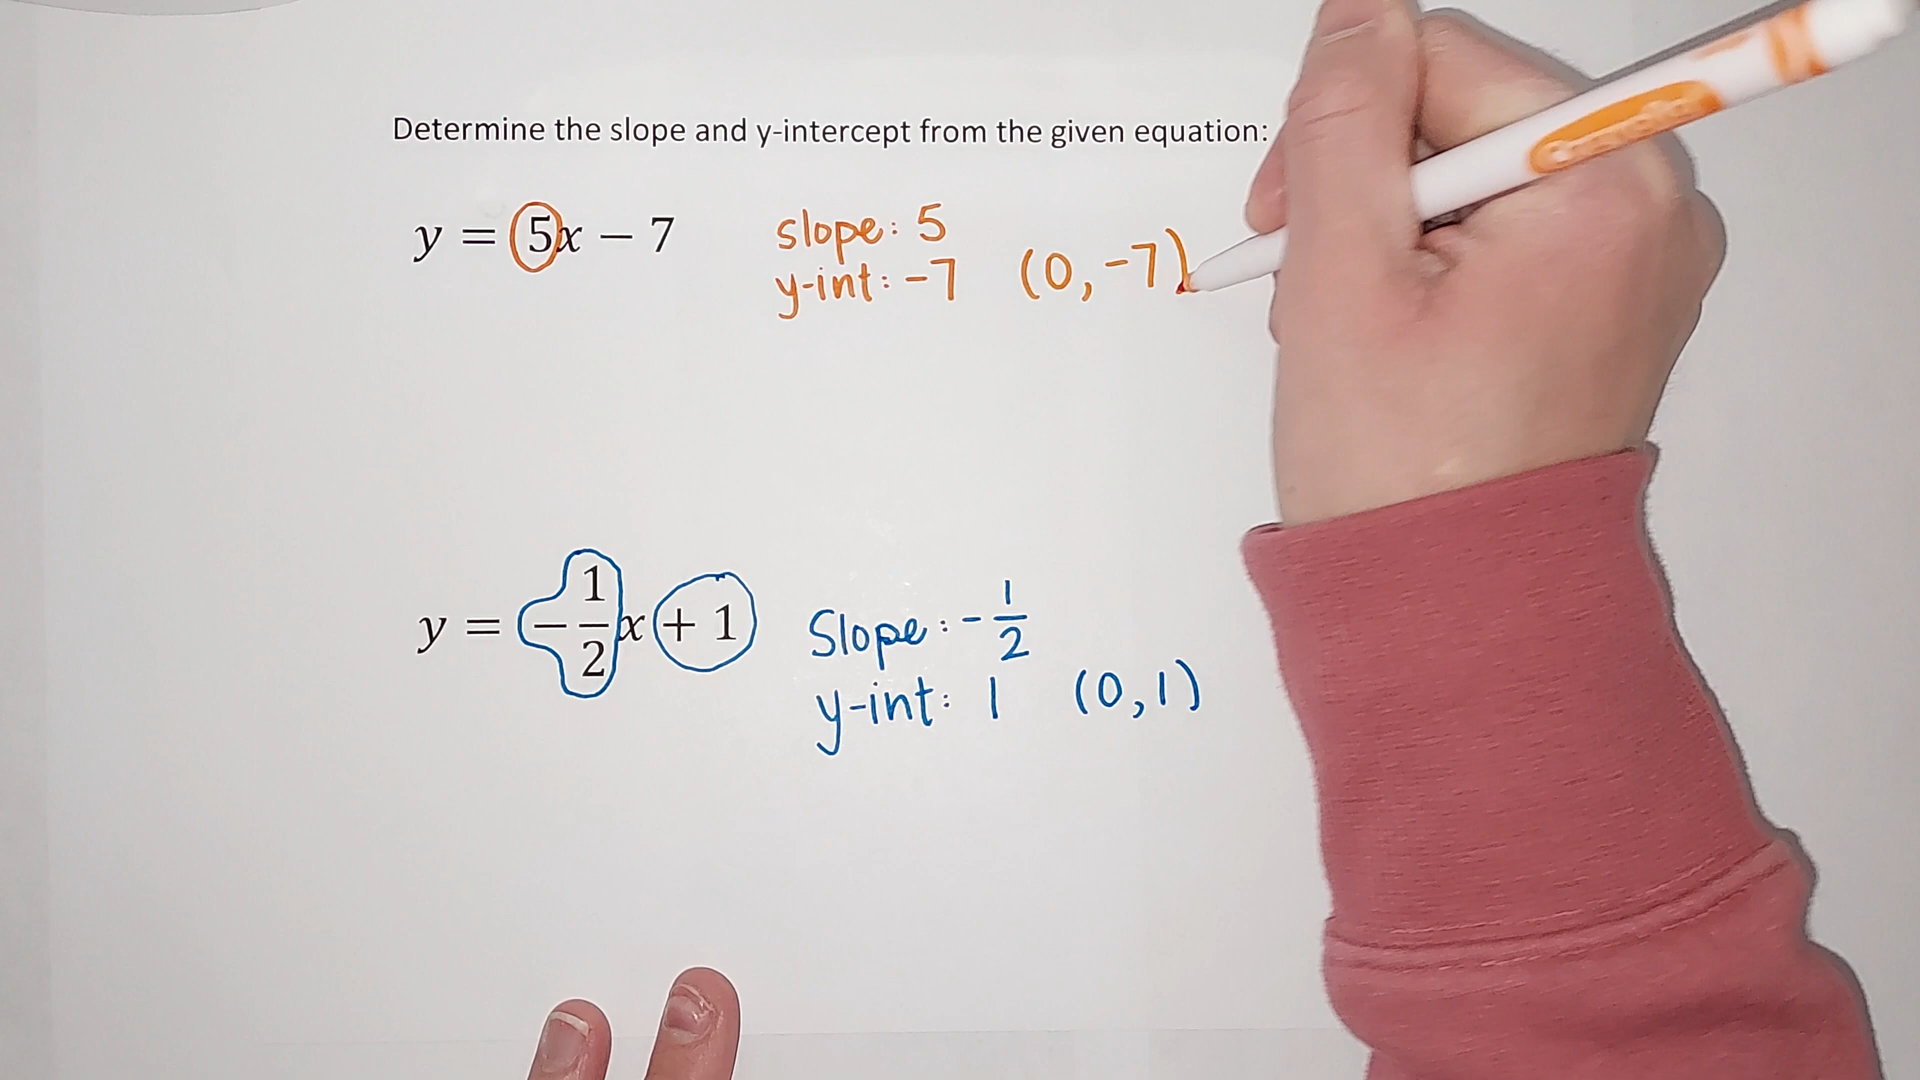 Determine the slope and y-intercept from the given equation:
y = 5x − 7
slope: 5
y-int: -7 (0, -7)
y = −1/2x + 1
Slope: -1/2
y-int: 1 (0, 1)